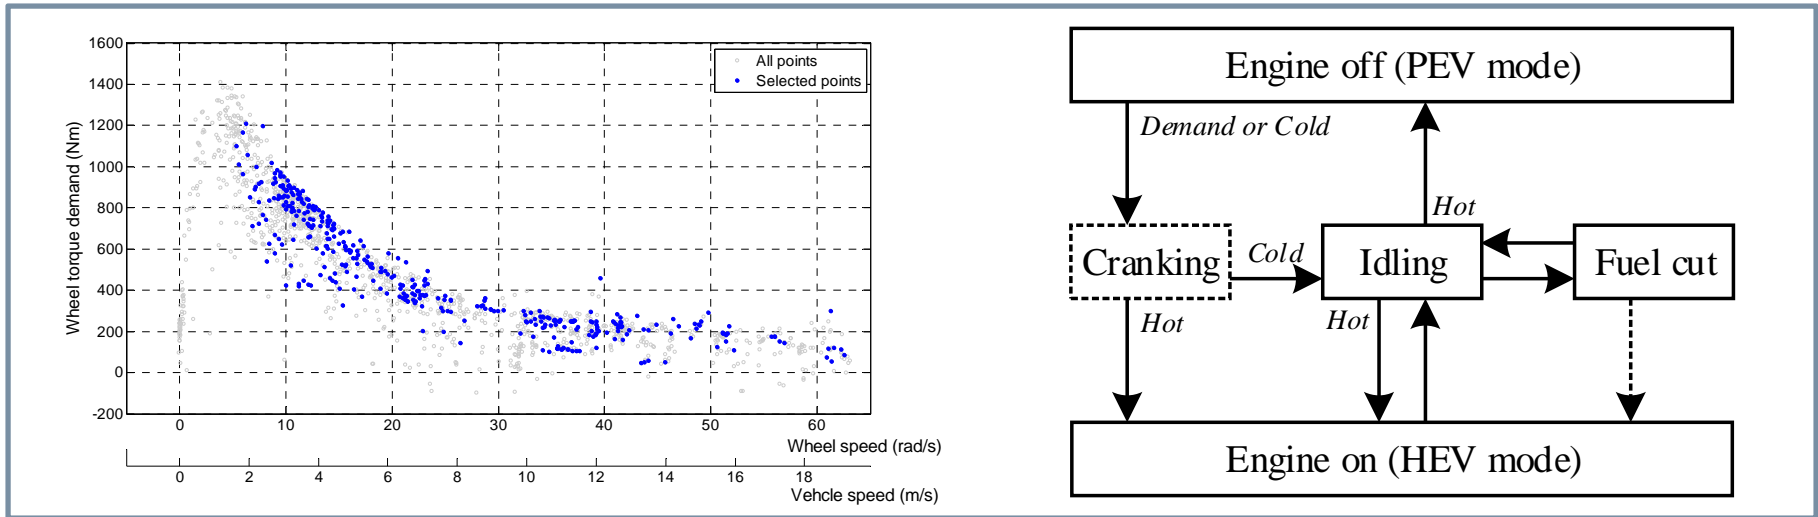 1600
1400
1200
1000
800
600
400
200
0
-200
Wheel torque demand (Nm)
All points
Selected points
0 10 20 30 40 50 60
Wheel speed (rad/s)
0 2 4 6 8 10 12 14 16 18
Vehcle speed (m/s)
Engine off (PEV mode)
Demand or Cold
Hot
Cranking
Cold
Idling
Fuel cut
Hot
Hot
Engine on (HEV mode)